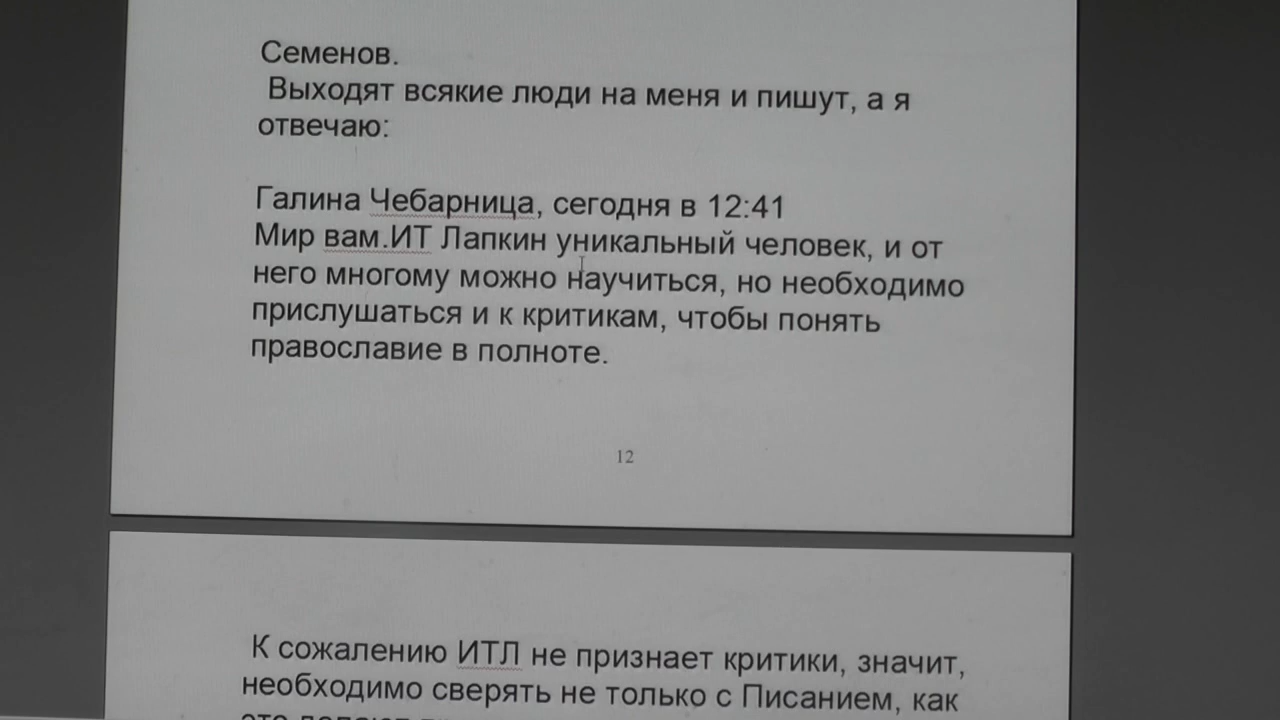 Семенов.
Выходят всякие люди на меня и пишут, а я
отвечаю:
Галина Чебарница, сегодня в 12:41
Мир вам.ИТ Лапкин уникальный человек, и от
него многому можно научиться, но необходимо
прислушаться и к критикам, чтобы понять
православие в полноте.
12
К сожалению ИТЛ не признает критики, значит,
необходимо сверять не только с Писанием, как